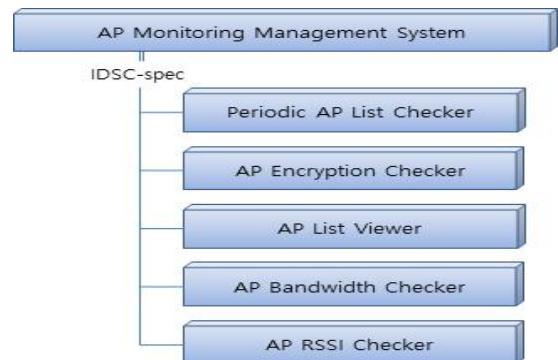 AP Monitoring Management System
IDSC-spec
Periodic AP List Checker
AP Encryption Checker
AP List Viewer
AP Bandwidth Checker
AP RSSI Checker